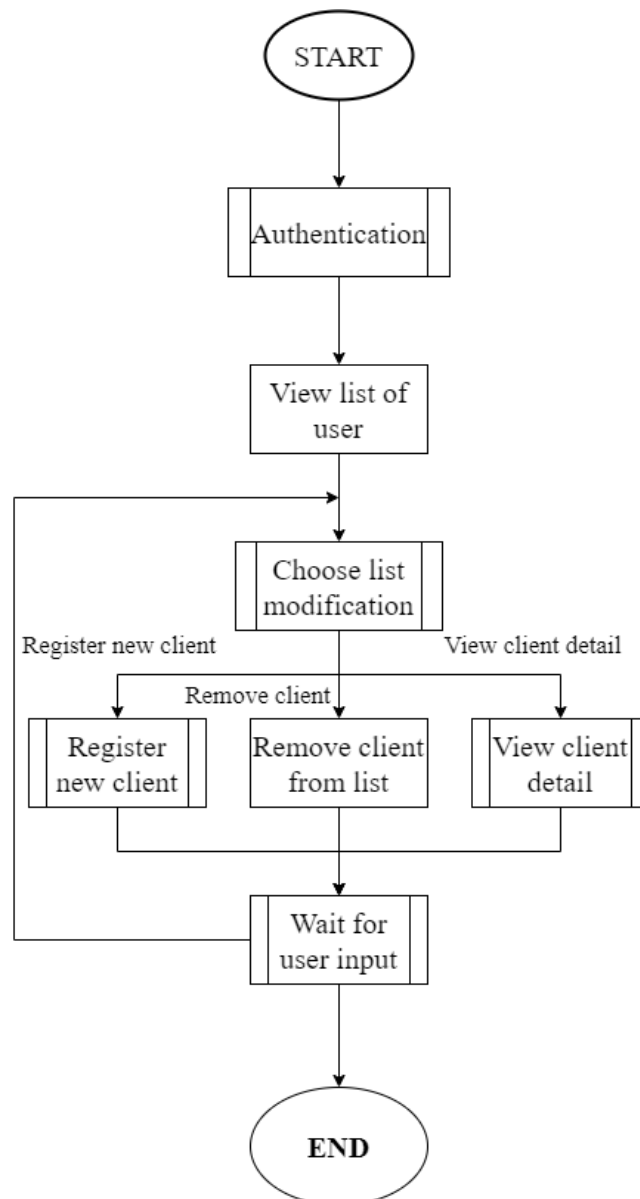 START
Authentication
View list of
user
Choose list
modification
Register new client
View client detail
Remove client
Register
new client
Remove client
from list
View client
detail
Wait for
user input
END